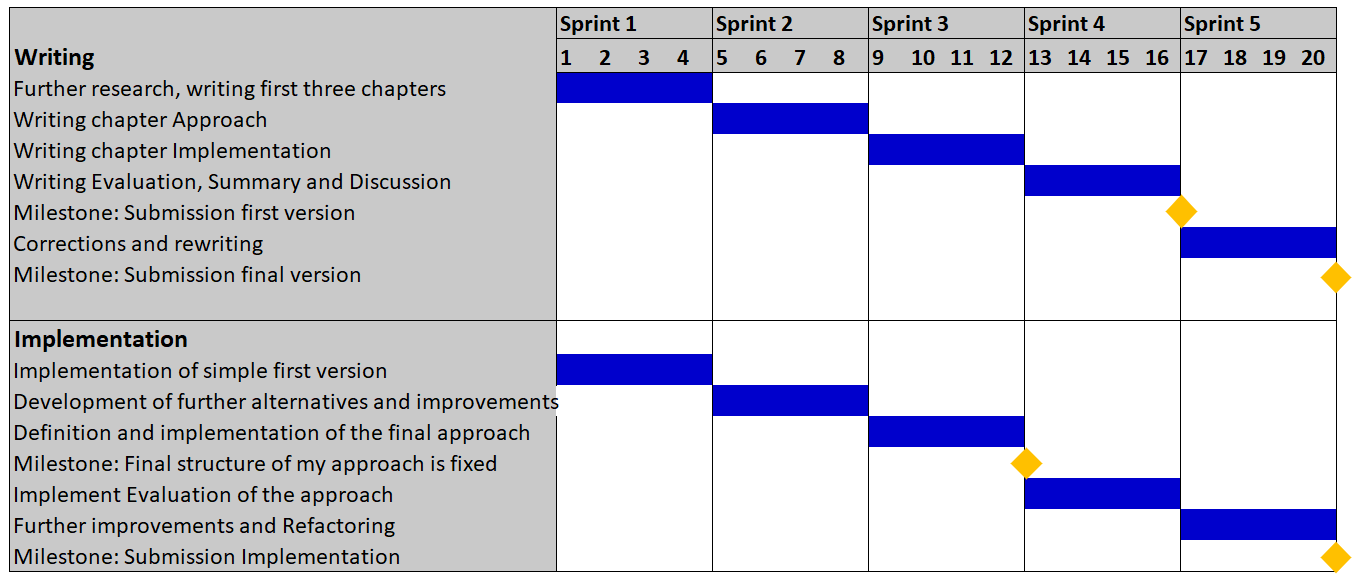 Sprint 1 Sprint 2 Sprint 3 Sprint 4 Sprint 5
Writing 1 2 3 4 5 6 7 8 9 10 11 12 13 14 15 16 17 18 19 20
Further research, writing first three chapters
Writing chapter Approach
Writing chapter Implementation
Writing Evaluation, Summary and Discussion
Milestone: Submission first version
Corrections and rewriting
Milestone: Submission final version
Implementation
Implementation of simple first version
Development of further alternatives and improvements
Definition and implementation of the final approach
Milestone: Final structure of my approach is fixed
Implement Evaluation of the approach
Further improvements and Refactoring
Milestone: Submission Implementation